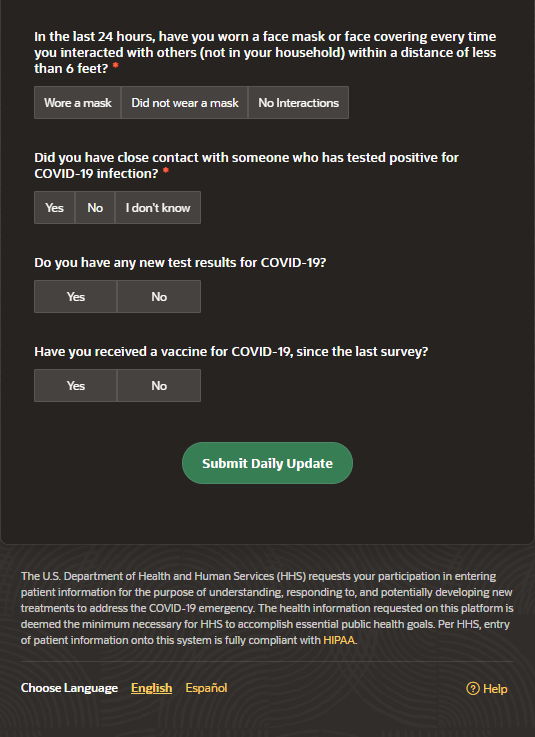 In the last 24 hours, have you worn a face mask or face covering every time
you interacted with others (not in your household) within a distance of less
than 6 feet? *
Wore a mask Did not wear a mask No Interactions
Did you have close contact with someone who has tested positive for
COVID-19 infection? *
Yes No I don't know
Do you have any new test results for COVID-19?
Yes No
Have you received a vaccine for COVID-19, since the last survey?
Yes No
Submit Daily Update
The U.S. Department of Health and Human Services (HHS) requests your participation in entering
patient information for the purpose of understanding, responding to, and potentially developing new
treatments to address the COVID-19 emergency. The health information requested on this platform is
deemed the minimum necessary for HHS to accomplish essential public health goals. Per HHS, entry
of patient information onto this system is fully compliant with HIPAA.
Choose Language English Español ? Help